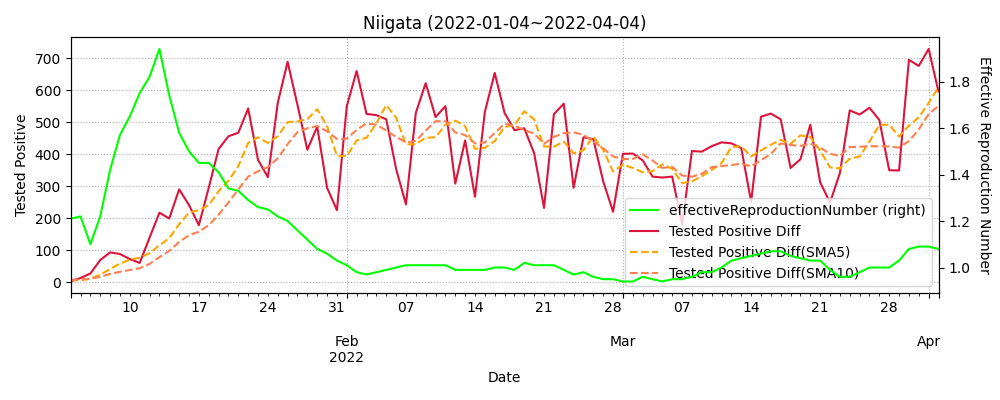 Niigata (2022-01-04~2022-04-04)
Tested Positive
700
600
500
400
300
200
100
0
1.8
1.6
1.4
1.2
1.0
Effective Reproduction Number
effectiveReproductionNumber (right)
Tested Positive Diff
Tested Positive Diff(SMA5)
Tested Positive Diff(SMA10)
10 17 24 31 07 14 21 28 07 14 21 28
Feb Mar Apr
2022
Date